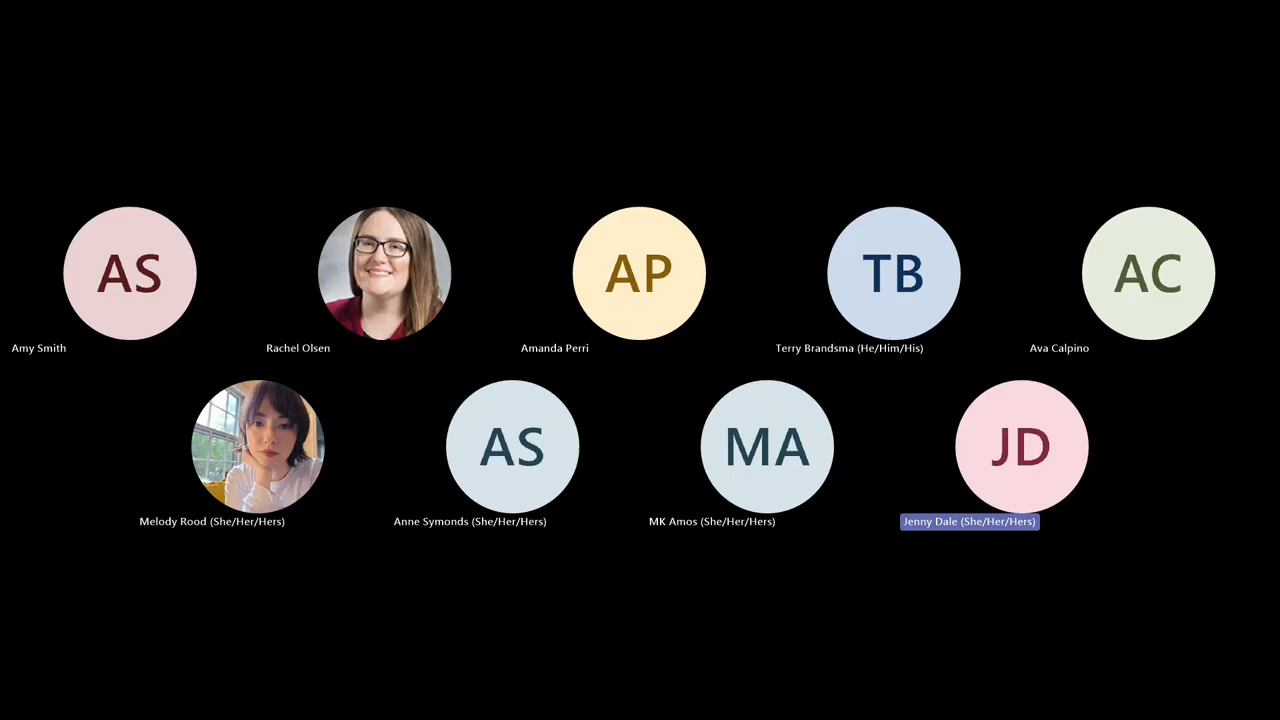 AS
AP
TB
AC
Amy Smith
Rachel Olsen
Amanda Perri
Terry Brandsma (He/Him/His)
Ava Calpino
AS
MA
JD
Melody Rood (She/Her/Hers)
Anne Symonds (She/Her/Hers)
MK Amos (She/Her/Hers)
Jenny Dale (She/Her/Hers)